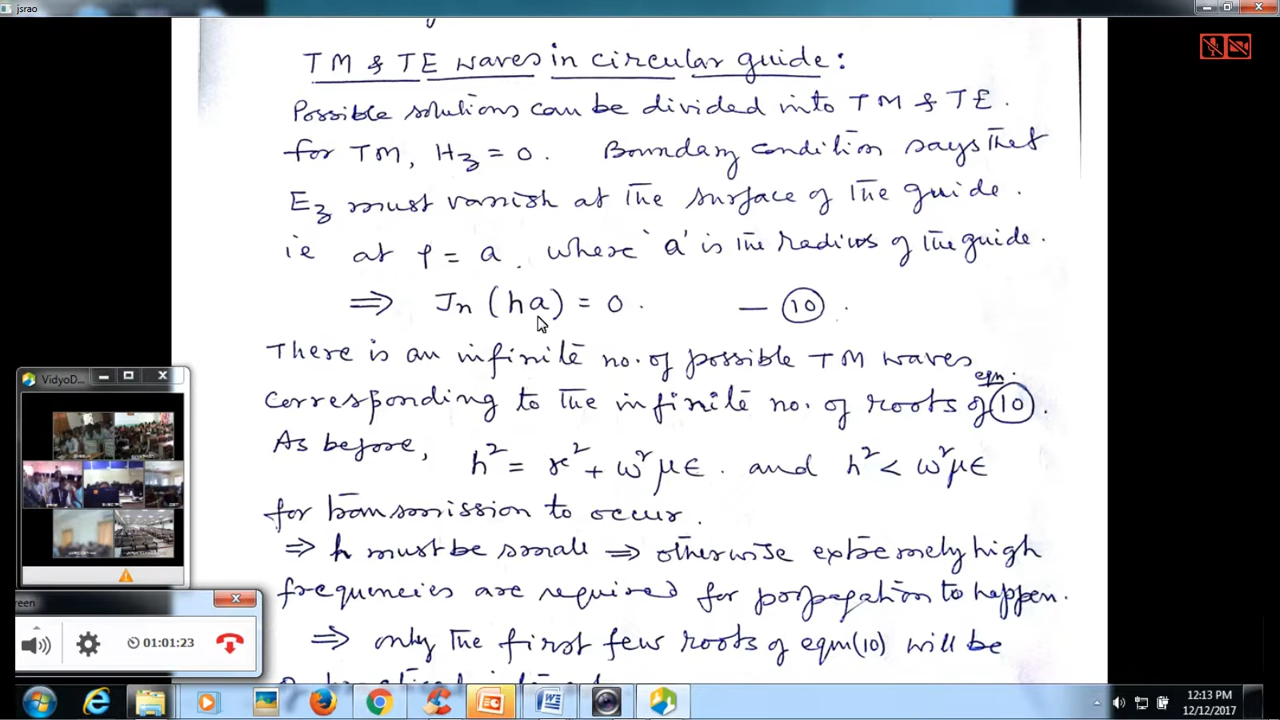 jsrao
TM & TE waves in circular guide:
Possible solutions can be divided into TM & TE.
for TM, Hz = 0. Boundary condition says that
Ez must vanish at the surface of the guide.
ie at ρ = a. where 'a' is the radius of the guide.
⇒ Jn (ha) = 0. — 10.
There is an infinite no. of possible TM waves
eqn.
corresponding to the infinite no. of roots of 10.
As before, h² = γ² + ω²μϵ. and h² < ω²μϵ
for transmission to occur.
⇒ h must be small ⇒ otherwise extremely high
frequencies are required for propagation to happen.
⇒ only the first few roots of eqn(10) will be
VidyoD...
reen
01:01:23
12:13 PM
12/12/2017